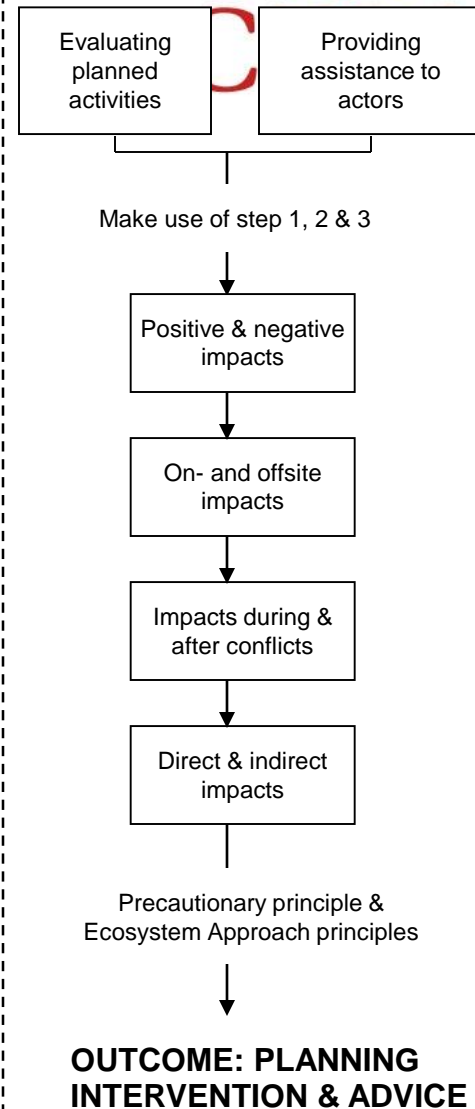 C
Evaluating
planned
activities
Providing
assistance to
actors
Make use of step 1, 2 & 3
Positive & negative
impacts
On- and offsite
impacts
Impacts during &
after conflicts
Direct & indirect
impacts
Precautionary principle &
Ecosystem Approach principles
OUTCOME: PLANNING
INTERVENTION & ADVICE